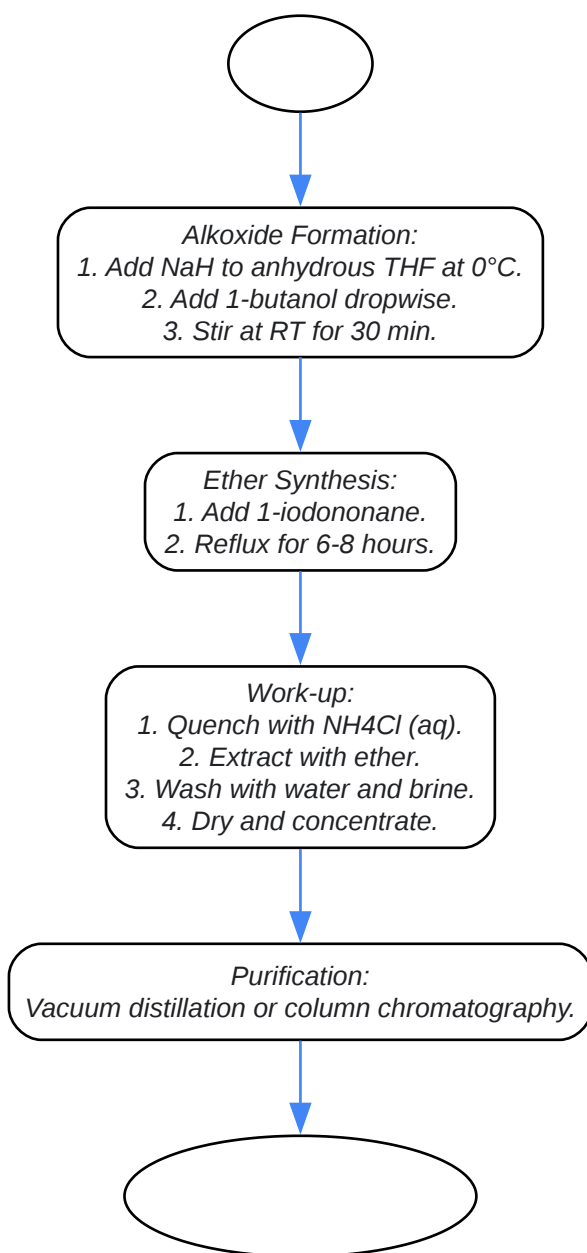 Alkoxide Formation:
1. Add NaH to anhydrous THF at 0°C.
2. Add 1-butanol dropwise.
3. Stir at RT for 30 min.
Ether Synthesis:
1. Add 1-iodononane.
2. Reflux for 6-8 hours.
Work-up:
1. Quench with NH4Cl (aq).
2. Extract with ether.
3. Wash with water and brine.
4. Dry and concentrate.
Purification:
Vacuum distillation or column chromatography.